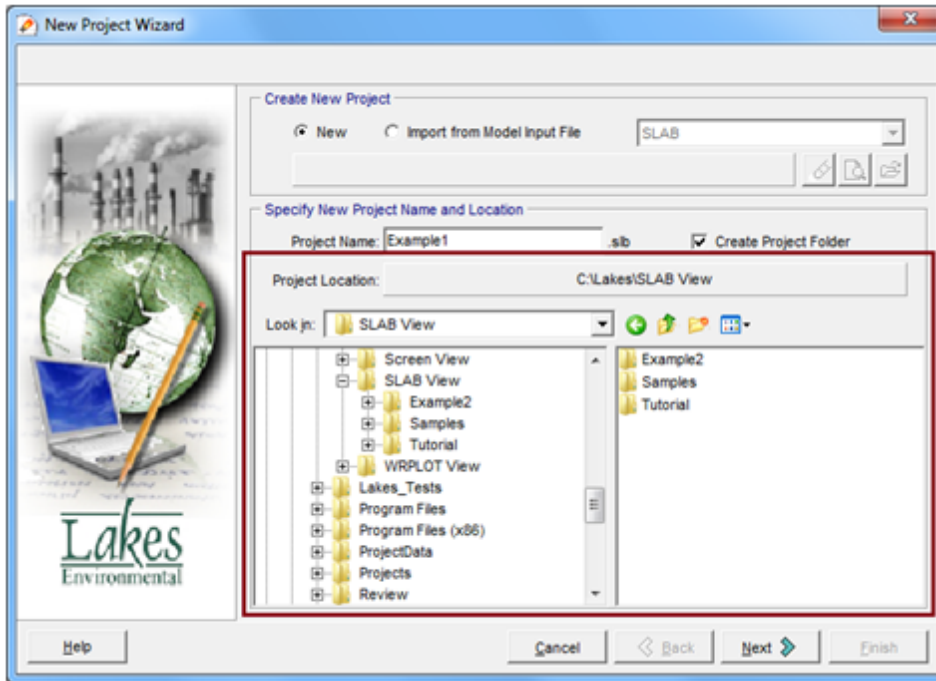 New Project Wizard
Create New Project
New
Import from Model Input File
SLAB
Specify New Project Name and Location
Project Name:
Example1
.slb
Create Project Folder
Project Location:
C:\Lakes\SLAB View
Look in:
SLAB View
Screen View
SLAB View
Example2
Samples
Tutorial
WRPLOT View
Lakes_Tests
Program Files
Program Files (x86)
ProjectData
Projects
Review
Example2
Samples
Tutorial
Lakes
Environmental
Help
Cancel
Back
Next
Finish